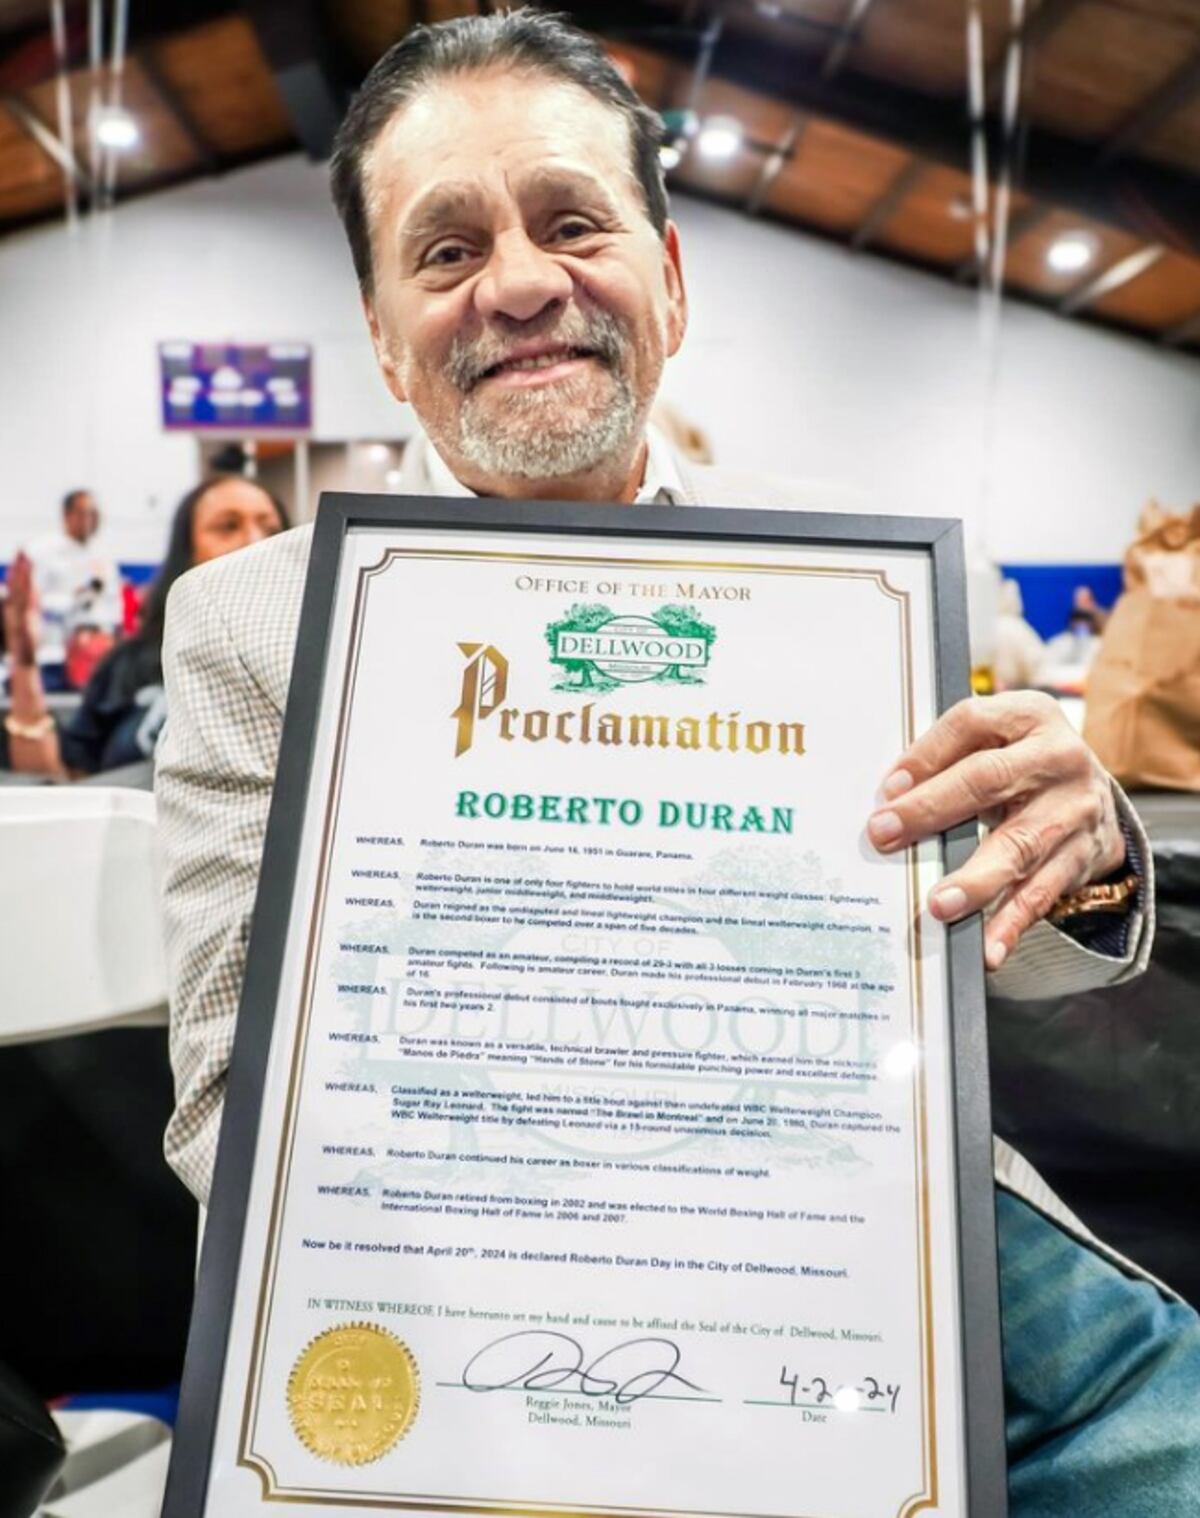 OFFICE OF THE MAYOR
CITY OF
DELLWOOD
MISSOURI
Proclamation
ROBERTO DURAN
WHEREAS, Roberto Duran was born on June 16, 1951 in Guarare, Panama.
WHEREAS, Roberto Duran is one of only four fighters to hold world titles in four different weight classes: lightweight,
welterweight, junior middleweight, and middleweight.
WHEREAS, Duran reigned as the undisputed and lineal lightweight champion and the lineal welterweight champion. He
is the second boxer to he competed over a span of five decades.
WHEREAS, Duran competed as an amateur, compiling a record of 29-3 with all 3 losses coming in Duran's first 3
amateur fights. Following is amateur career, Duran made his professional debut in February 1968 at the age
of 16.
WHEREAS, Duran's professional debut consisted of bouts fought exclusively in Panama, winning all major matches in
his first two years 2.
WHEREAS, Duran was known as a versatile, technical brawler and pressure fighter, which earned him the nickname
"Manos de Piedra" meaning "Hands of Stone" for his formidable punching power and excellent defense.
WHEREAS, Classified as a welterweight, led him to a title bout against then undefeated WBC Welterweight Champion
Sugar Ray Leonard. The fight was named "The Brawl in Montreal" and on June 20, 1980, Duran captured the
WBC Welterweight title by defeating Leonard via a 15-round unanimous decision.
WHEREAS, Roberto Duran continued his career as boxer in various classifications of weight.
WHEREAS, Roberto Duran retired from boxing in 2002 and was elected to the World Boxing Hall of Fame and the
International Boxing Hall of Fame in 2006 and 2007.
Now be it resolved that April 20th, 2024 is declared Roberto Duran Day in the City of Dellwood, Missouri.
IN WITNESS WHEREOF, I have hereunto set my hand and cause to be affixed the Seal of the City of Dellwood, Missouri.
SEAL
Reggie Jones, Mayor
Dellwood, Missouri
Date
CITY OF
DELLWOOD
MISSOURI